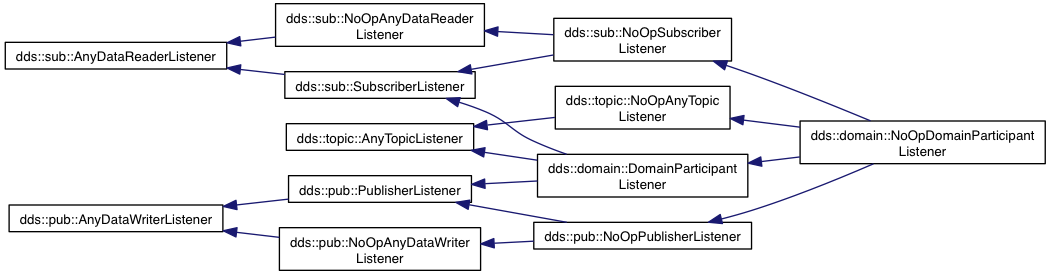 dds::sub::AnyDataReaderListener
dds::pub::AnyDataWriterListener
dds::sub::NoOpAnyDataReader
Listener
dds::sub::SubscriberListener
dds::topic::AnyTopicListener
dds::pub::PublisherListener
dds::pub::NoOpAnyDataWriter
Listener
dds::sub::NoOpSubscriber
Listener
dds::topic::NoOpAnyTopic
Listener
dds::domain::DomainParticipant
Listener
dds::pub::NoOpPublisherListener
dds::domain::NoOpDomainParticipant
Listener